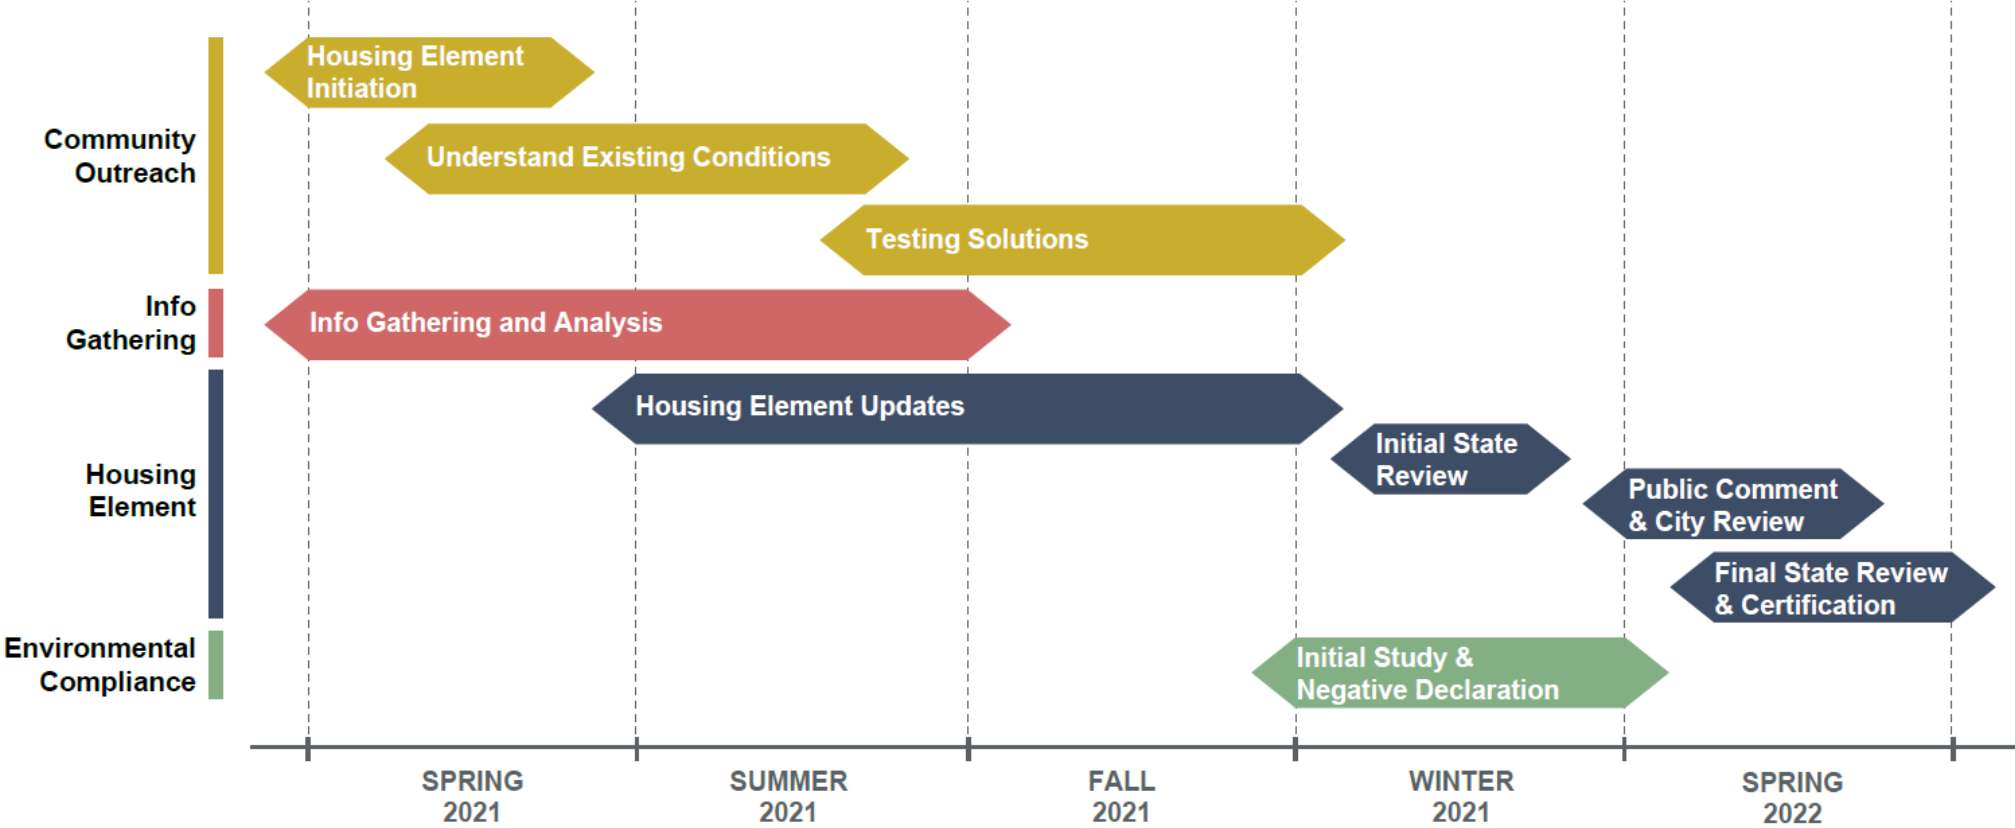 Community
Outreach
Housing Element
Initiation
Understand Existing Conditions
Testing Solutions
Info
Gathering
Info Gathering and Analysis
Housing
Element
Housing Element Updates
Initial State
Review
Public Comment
& City Review
Final State Review
& Certification
Environmental
Compliance
Initial Study &
Negative Declaration
SPRING
2021
SUMMER
2021
FALL
2021
WINTER
2021
SPRING
2022